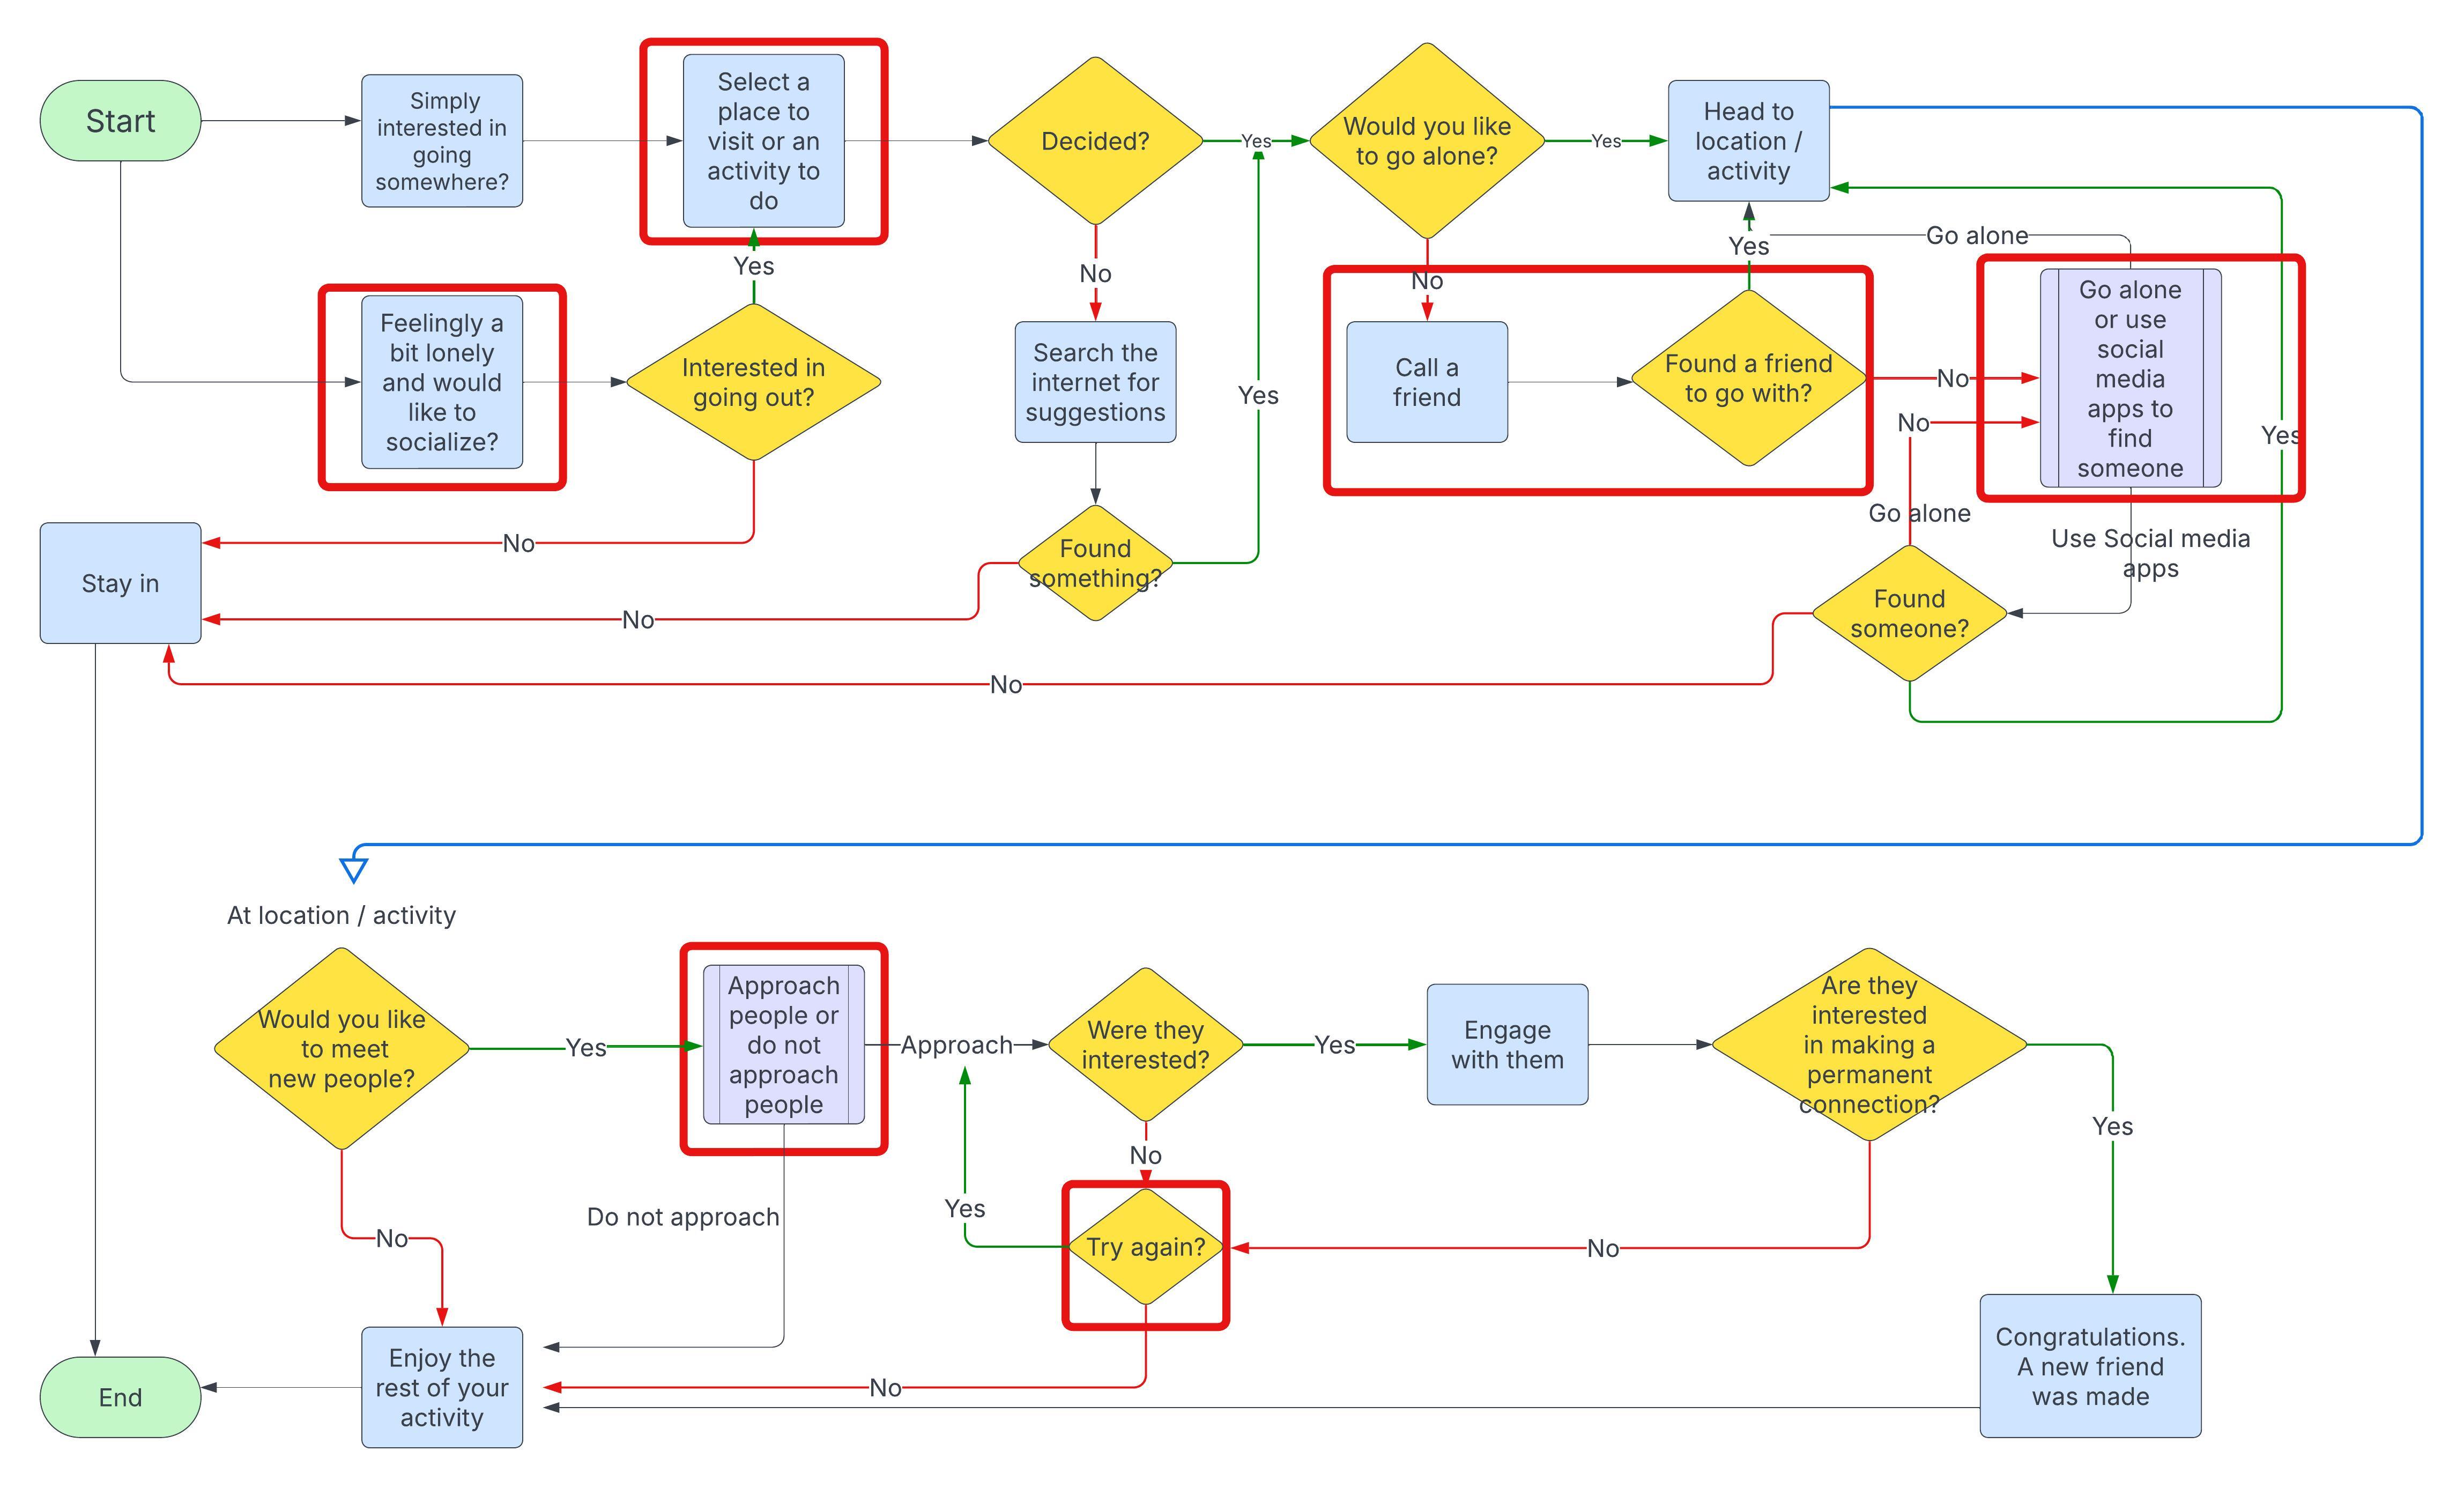 Start
Simply
interested in
going
somewhere?
Select a
place to
visit or an
activity to
do
Decided?
Yes
Would you like
to go alone?
Yes
Head to
location /
activity
Yes
No
No
Yes
Go alone
Feelingly a
bit lonely
and would
like to
socialize?
Interested in
going out?
Search the
internet for
suggestions
Yes
Call a
friend
Found a friend
to go with?
No
No
Go alone
or use
social
media
apps to
find
someone
Yes
Go alone
Use Social media
apps
No
Stay in
Found
something?
No
Found
someone?
No
At location / activity
Would you like
to meet
new people?
Yes
Approach
people or
do not
approach
people
Approach
Were they
interested?
Yes
Engage
with them
Are they
interested
in making a
permanent
connection?
Yes
No
Do not approach
Yes
No
Try again?
No
Enjoy the
rest of your
activity
No
Congratulations.
A new friend
was made
End